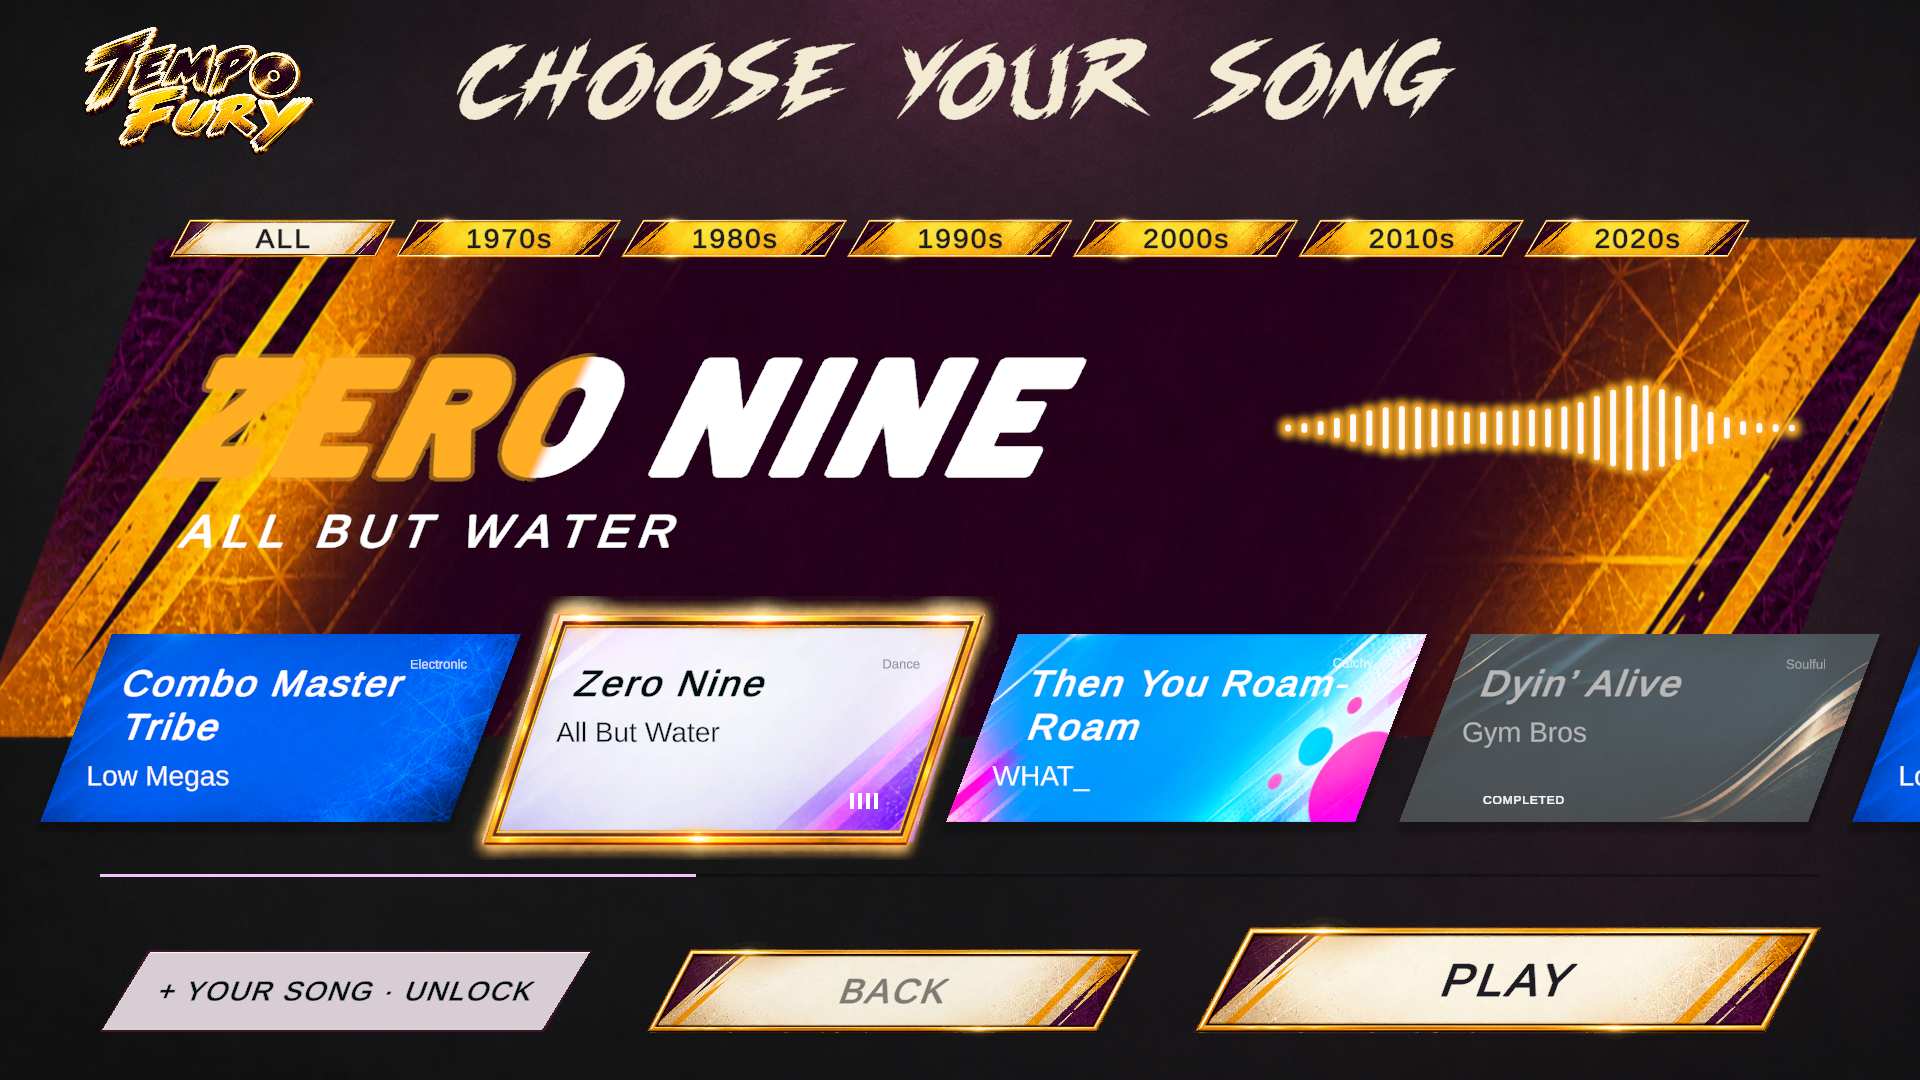 TEMPO
FURY
CHOOSE YOUR SONG
ALL
1970s
1980s
1990s
2000s
2010s
2020s
ZERO NINE
ALL BUT WATER
Electronic
Combo Master
Tribe
Low Megas
Dance
Zero Nine
All But Water
Catchy
Then You Roam-
Roam
WHAT_
Soulful
Dyin’ Alive
Gym Bros
COMPLETED
Lo
+ YOUR SONG · UNLOCK
BACK
PLAY